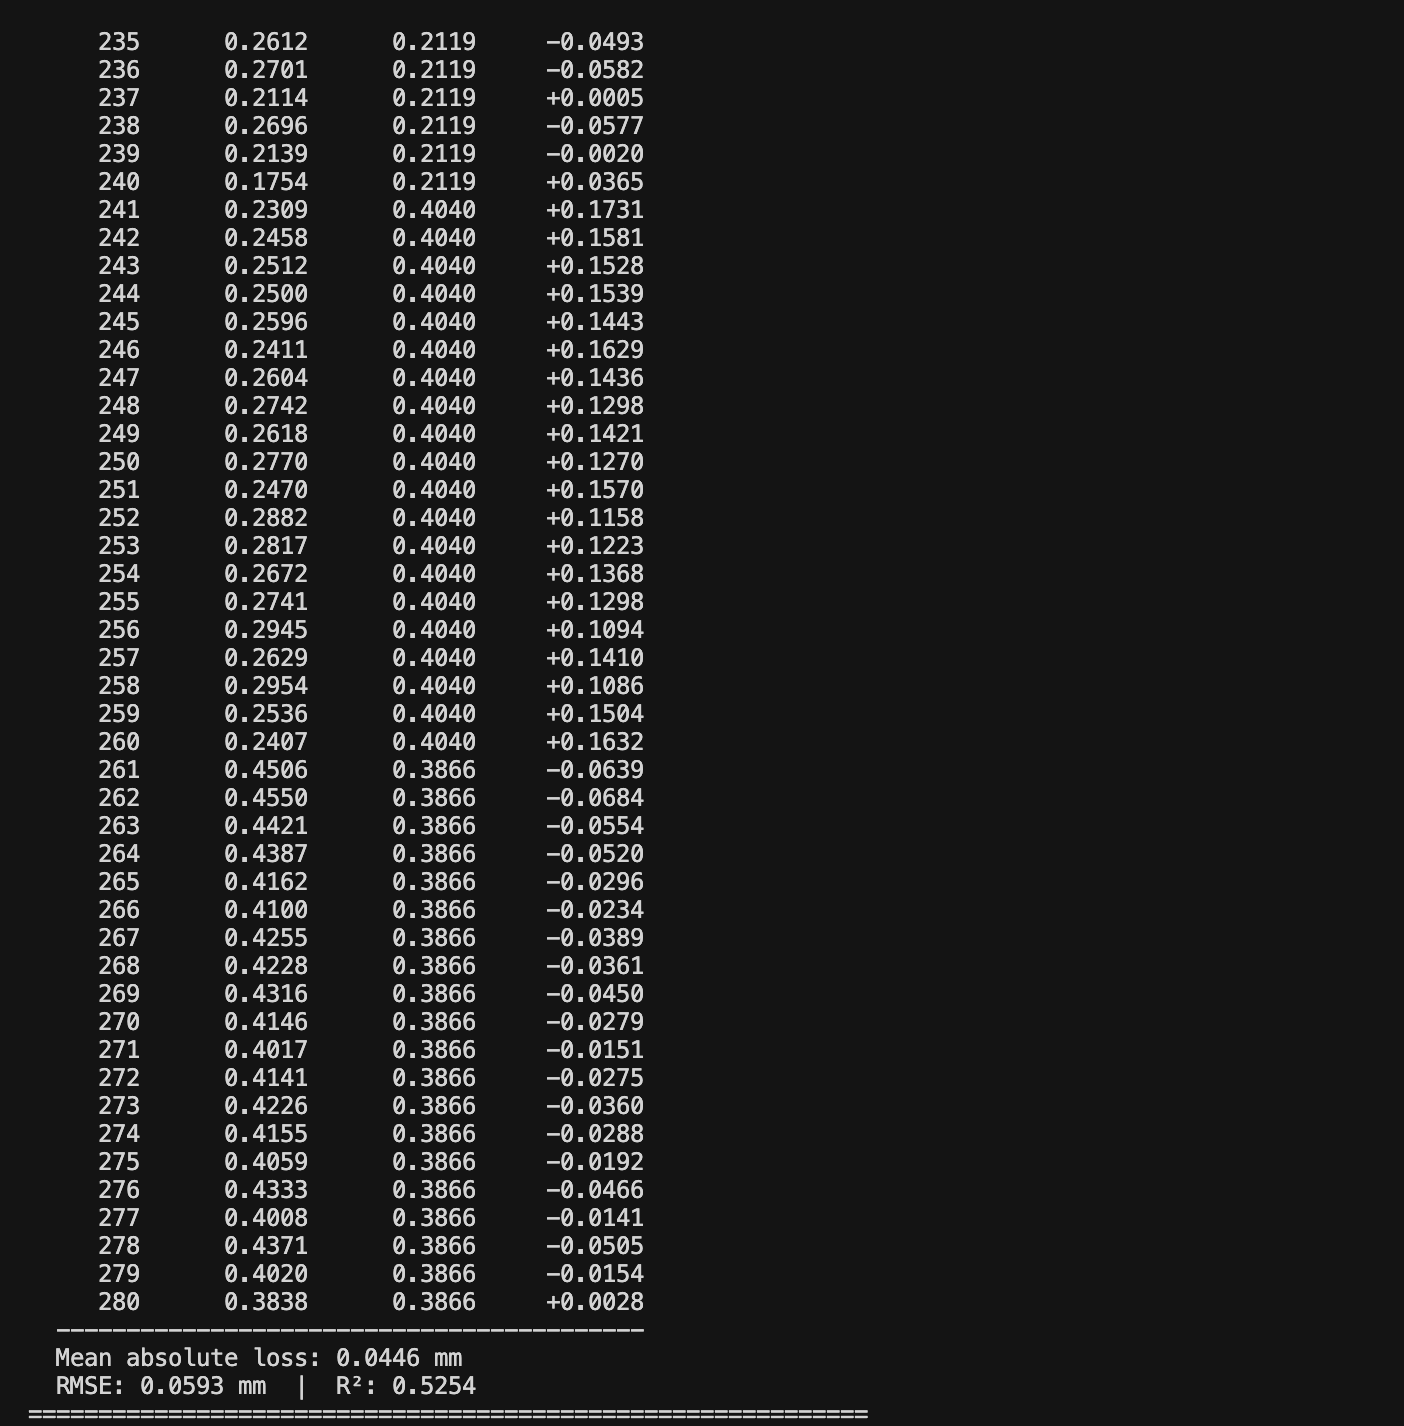 235 0.2612 0.2119 −0.0493
236 0.2701 0.2119 −0.0582
237 0.2114 0.2119 +0.0005
238 0.2696 0.2119 −0.0577
239 0.2139 0.2119 −0.0020
240 0.1754 0.2119 +0.0365
241 0.2309 0.4040 +0.1731
242 0.2458 0.4040 +0.1581
243 0.2512 0.4040 +0.1528
244 0.2500 0.4040 +0.1539
245 0.2596 0.4040 +0.1443
246 0.2411 0.4040 +0.1629
247 0.2604 0.4040 +0.1436
248 0.2742 0.4040 +0.1298
249 0.2618 0.4040 +0.1421
250 0.2770 0.4040 +0.1270
251 0.2470 0.4040 +0.1570
252 0.2882 0.4040 +0.1158
253 0.2817 0.4040 +0.1223
254 0.2672 0.4040 +0.1368
255 0.2741 0.4040 +0.1298
256 0.2945 0.4040 +0.1094
257 0.2629 0.4040 +0.1410
258 0.2954 0.4040 +0.1086
259 0.2536 0.4040 +0.1504
260 0.2407 0.4040 +0.1632
261 0.4506 0.3866 −0.0639
262 0.4550 0.3866 −0.0684
263 0.4421 0.3866 −0.0554
264 0.4387 0.3866 −0.0520
265 0.4162 0.3866 −0.0296
266 0.4100 0.3866 −0.0234
267 0.4255 0.3866 −0.0389
268 0.4228 0.3866 −0.0361
269 0.4316 0.3866 −0.0450
270 0.4146 0.3866 −0.0279
271 0.4017 0.3866 −0.0151
272 0.4141 0.3866 −0.0275
273 0.4226 0.3866 −0.0360
274 0.4155 0.3866 −0.0288
275 0.4059 0.3866 −0.0192
276 0.4333 0.3866 −0.0466
277 0.4008 0.3866 −0.0141
278 0.4371 0.3866 −0.0505
279 0.4020 0.3866 −0.0154
280 0.3838 0.3866 +0.0028
------------------------------------------
Mean absolute loss: 0.0446 mm
RMSE: 0.0593 mm | R²: 0.5254
============================================================